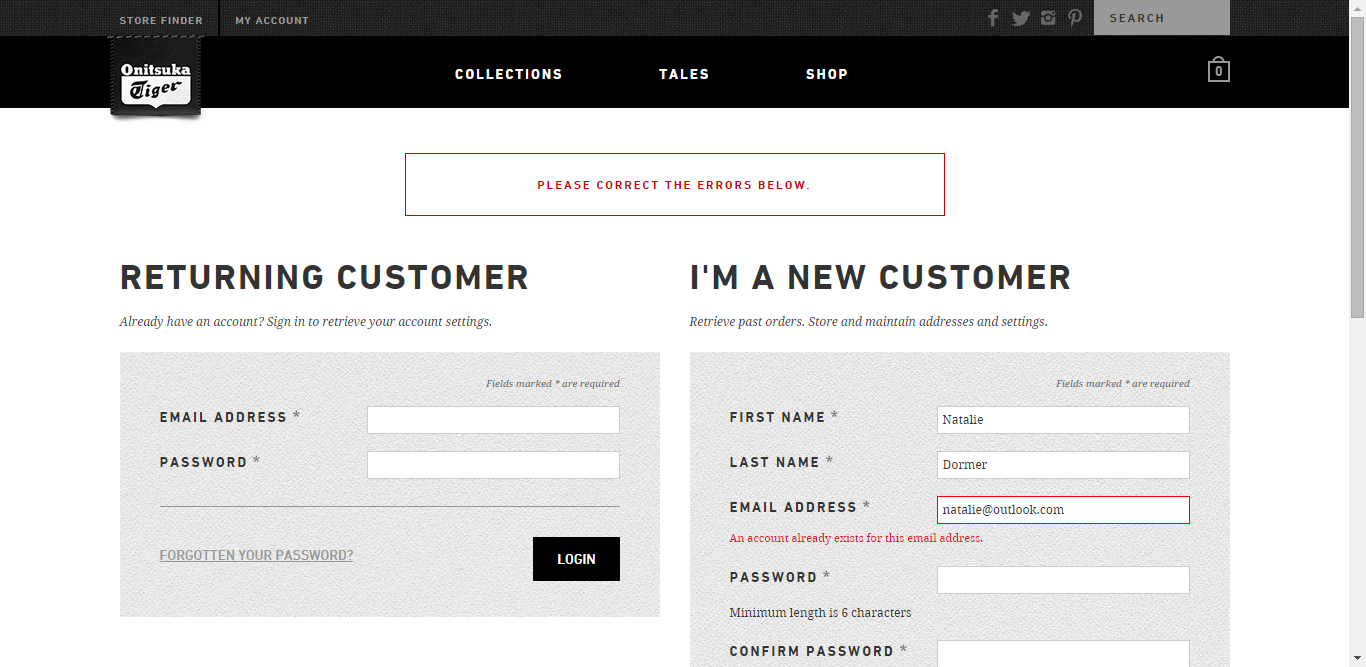 STORE FINDER
MY ACCOUNT
SEARCH
Onitsuka
Tiger
COLLECTIONS
TALES
SHOP
0
PLEASE CORRECT THE ERRORS BELOW.
RETURNING CUSTOMER
Already have an account? Sign in to retrieve your account settings.
Fields marked * are required
EMAIL ADDRESS *
PASSWORD *
FORGOTTEN YOUR PASSWORD?
LOGIN
I'M A NEW CUSTOMER
Retrieve past orders. Store and maintain addresses and settings.
Fields marked * are required
FIRST NAME *
Natalie
LAST NAME *
Dormer
EMAIL ADDRESS *
natalie@outlook.com
An account already exists for this email address.
PASSWORD *
Minimum length is 6 characters
CONFIRM PASSWORD *